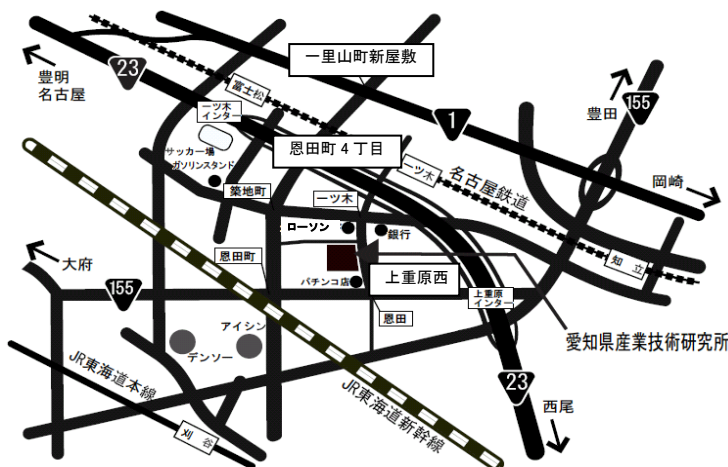 一里山町新屋敷
23
豊明
名古屋
富士松
155
豊田
1
一ツ木
インター
サッカー場
ガソリンスタンド
恩田町4丁目
一ツ木
名古屋鉄道
岡崎
築地町
一ツ木
ローソン
銀行
大府
恩田町
知立
上重原西
パチンコ店
155
上重原
インター
恩田
アイシン
デンソー
愛知県産業技術研究所
JR東海道本線
JR東海道新幹線
23
西尾
刈谷